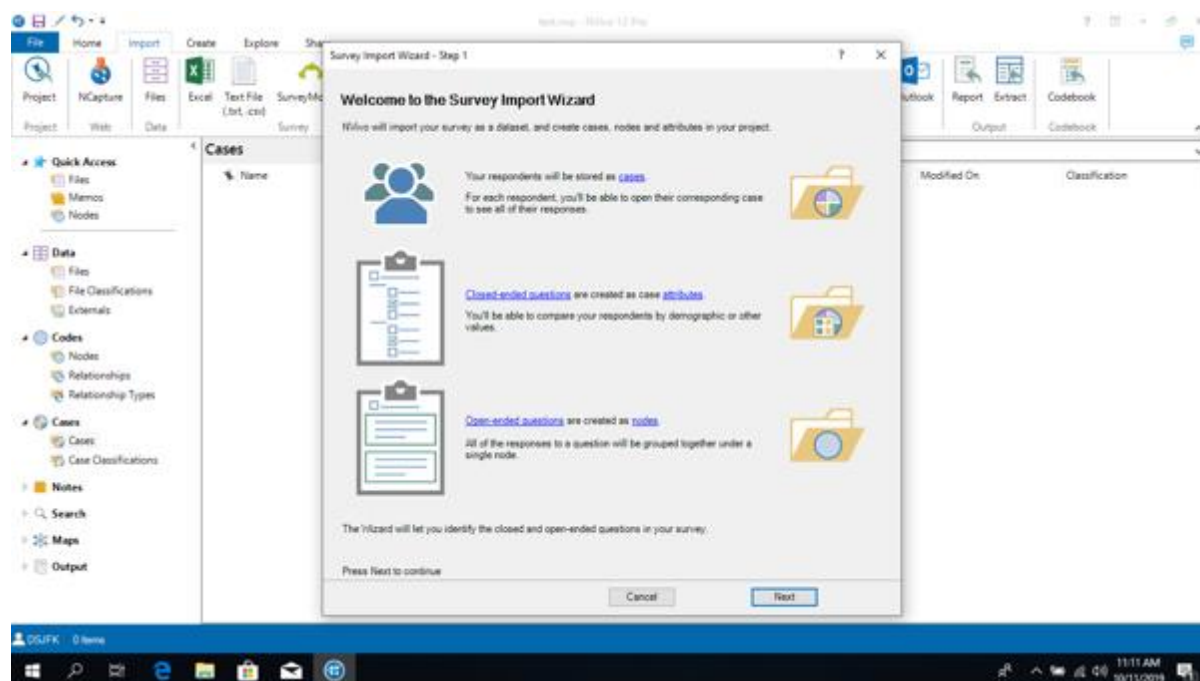 NVivo 12 Pro
File Home Import Create Explore
Project NCapture Files Excel Text File (.txt, .csv) Outlook Report Extract Codebook
Project Web Data Survey Output Codebook
Quick Access
Files
Memos
Nodes
Data
Files
File Classifications
Externals
Codes
Nodes
Relationships
Relationship Types
Cases
Cases
Case Classifications
Notes
Search
Maps
Output
Cases
Name Modified On Classification
Survey Import Wizard - Step 1
Welcome to the Survey Import Wizard
NVivo will import your survey as a dataset, and create cases, nodes and attributes in your project.
Your respondents will be stored as cases.
For each respondent, you'll be able to open their corresponding case
to see all of their responses.
Closed-ended questions are created as case attributes.
You'll be able to compare your respondents by demographic or other
values.
Open-ended questions are created as nodes.
All of the responses to a question will be grouped together under a
single node.
The Wizard will let you identify the closed and open-ended questions in your survey.
Press Next to continue
Cancel Next
DSJFK 0 Items
11:11 AM
10/11/2019